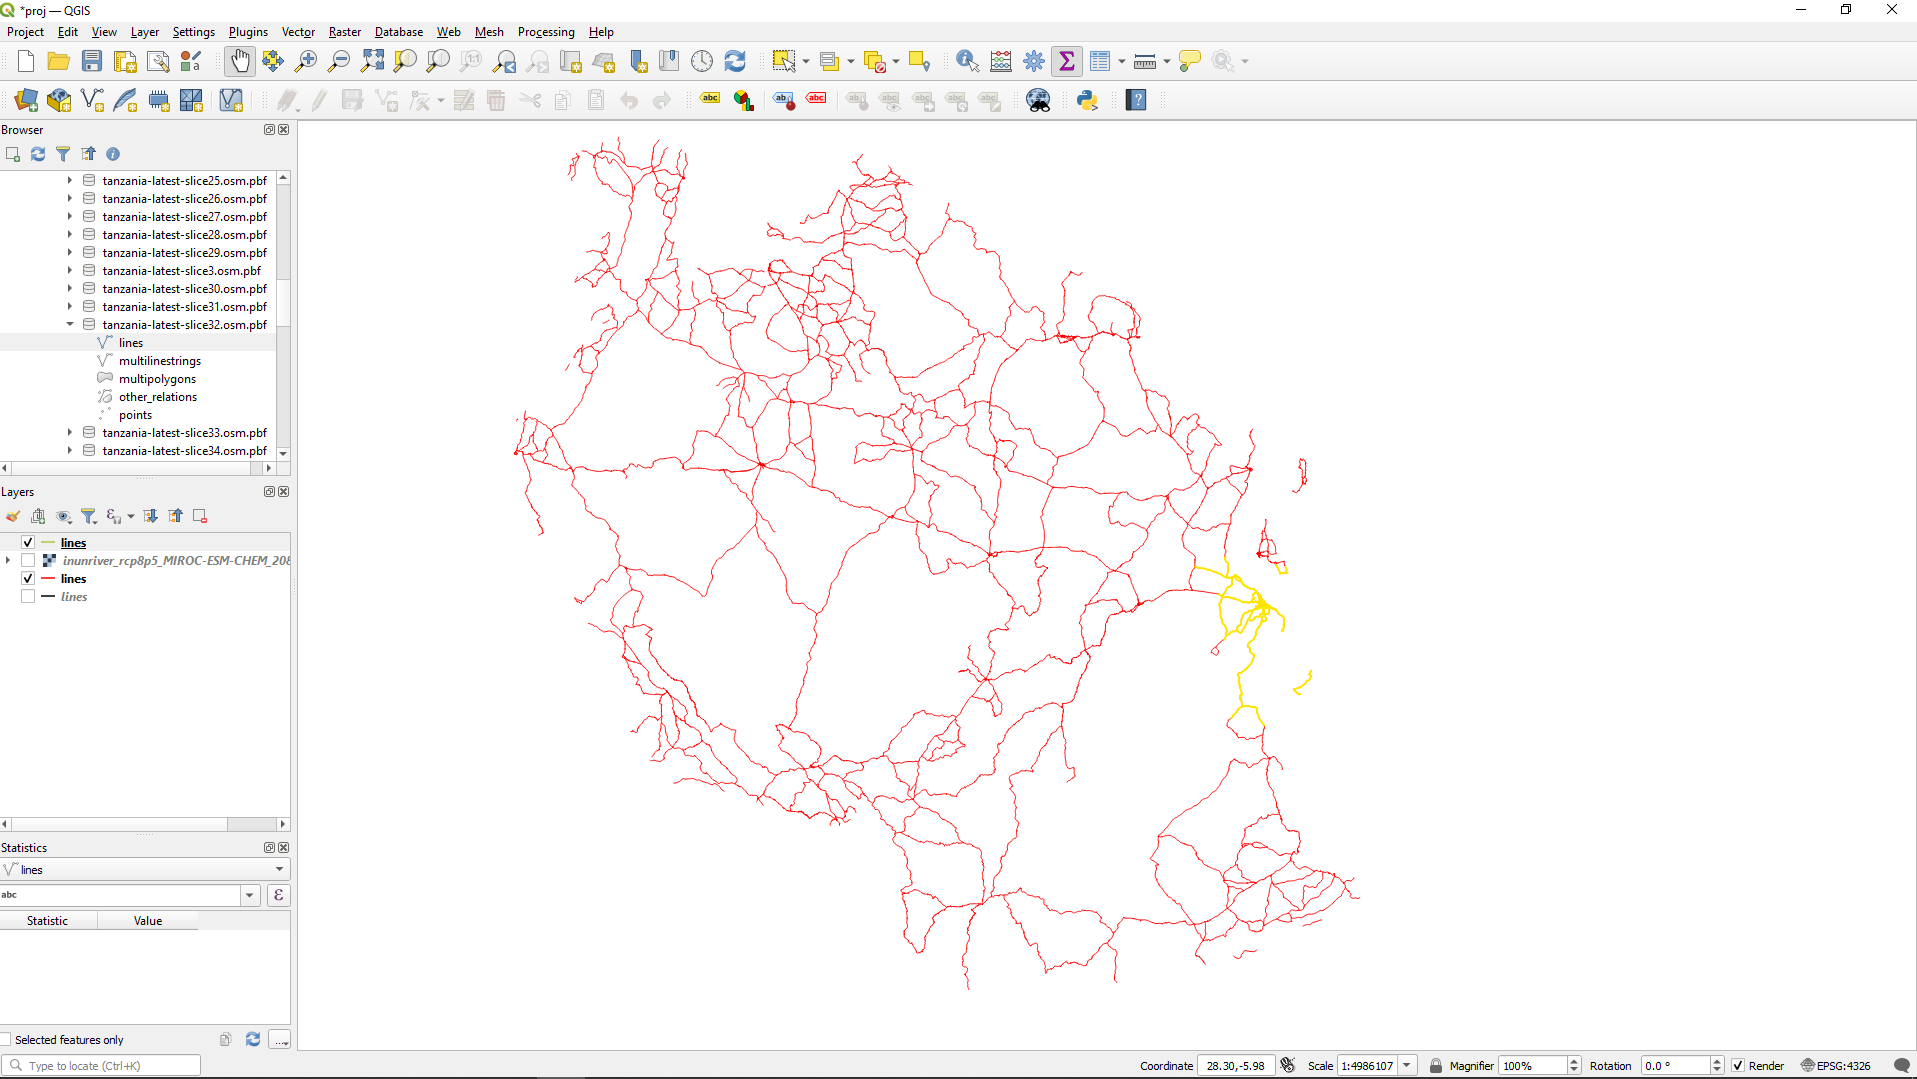 *proj — QGIS
Project Edit View Layer Settings Plugins Vector Raster Database Web Mesh Processing Help
Browser
tanzania-latest-slice25.osm.pbf
tanzania-latest-slice26.osm.pbf
tanzania-latest-slice27.osm.pbf
tanzania-latest-slice28.osm.pbf
tanzania-latest-slice29.osm.pbf
tanzania-latest-slice3.osm.pbf
tanzania-latest-slice30.osm.pbf
tanzania-latest-slice31.osm.pbf
tanzania-latest-slice32.osm.pbf
lines
multilinestrings
multipolygons
other_relations
points
tanzania-latest-slice33.osm.pbf
tanzania-latest-slice34.osm.pbf
Layers
lines
inunriver_rcp8p5_MIROC-ESM-CHEM_208
lines
lines
Statistics
lines
abc
Statistic Value
Selected features only
Type to locate (Ctrl+K)
Coordinate 28.30,-5.98 Scale 1:4986107 Magnifier 100% Rotation 0.0 ° Render EPSG:4326